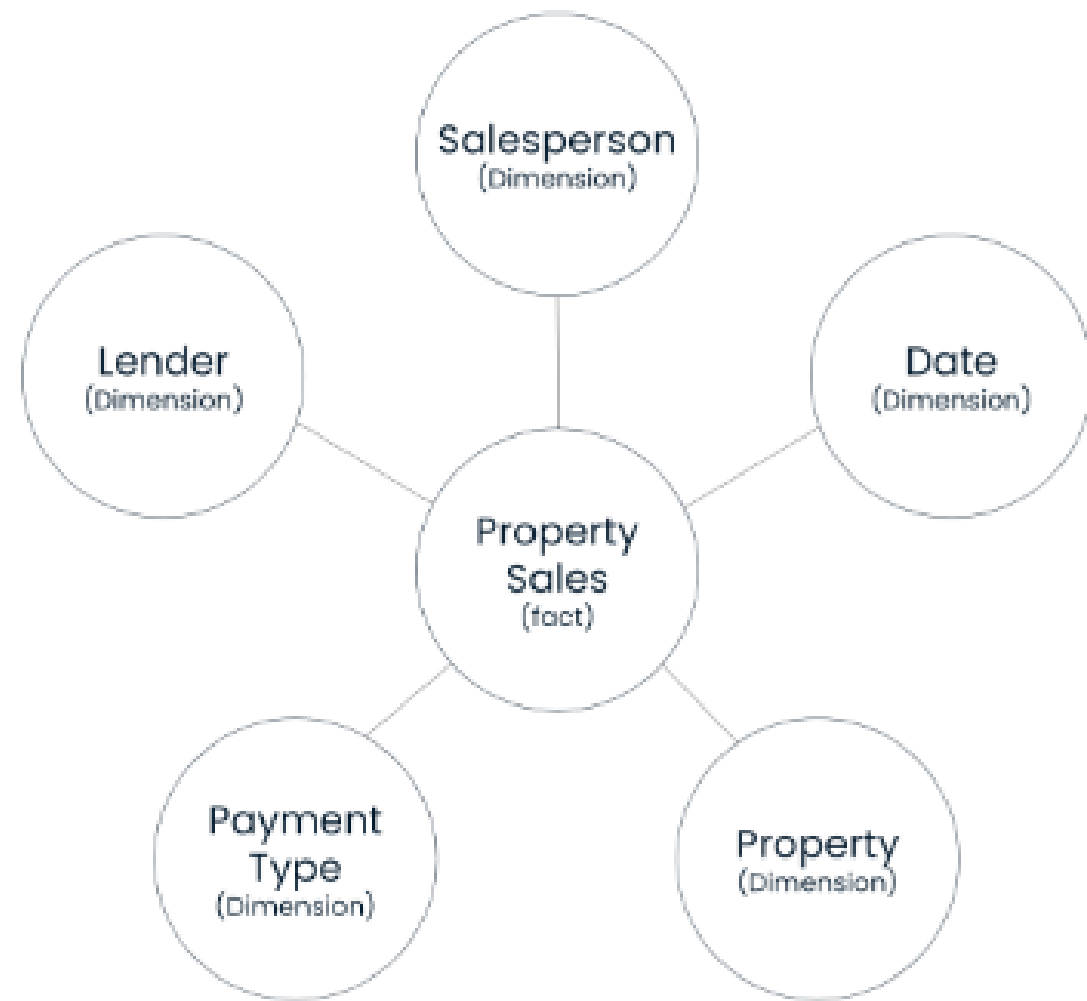 Salesperson
(Dimension)
Lender
(Dimension)
Date
(Dimension)
Property
Sales
(fact)
Payment
Type
(Dimension)
Property
(Dimension)